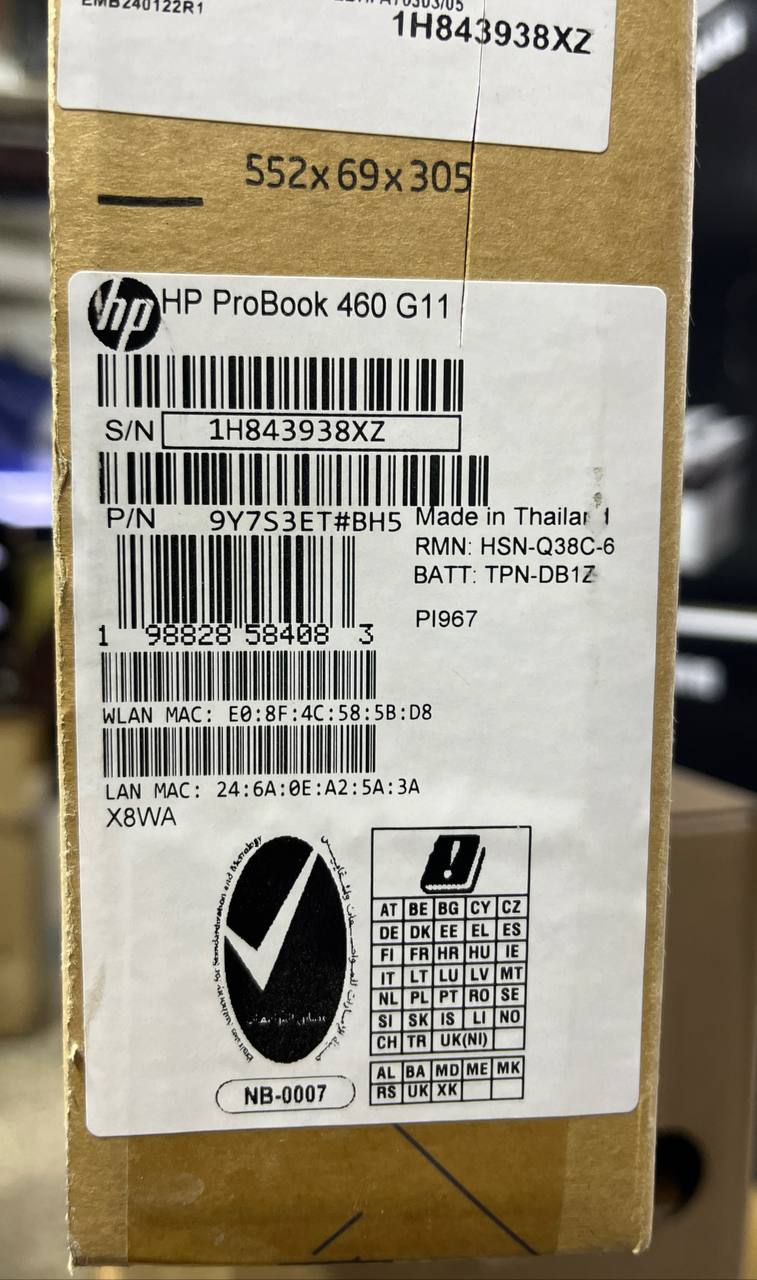 EMB240122R1
1H843938XZ
552x69x305
hp HP ProBook 460 G11
S/N 1H843938XZ
P/N 9Y7S3ET#BH5
Made in
RMN: HSN-Q38C-6
BATT: TPN-DB1Z
PI967
1 98828 58408 3
WLAN MAC: E0:8F:4C:58:5B:D8
LAN MAC: 24:6A:0E:A2:5A:3A
X8WA
NB-0007
AT BE BG CY CZ
DE DK EE EL ES
FI FR HR HU IE
IT LT LU LV MT
NL PL PT RO SE
SI SK IS LI NO
CH TR UK(NI)
AL BA MD ME MK
RS UK XK